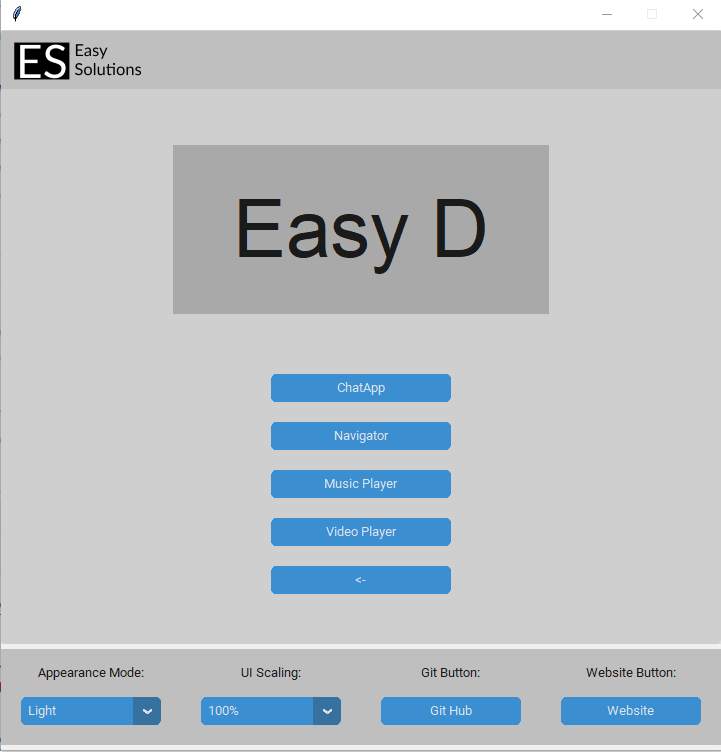 ES Easy
Solutions
Easy D
ChatApp
Navigator
Music Player
Video Player
<-
Appearance Mode: UI Scaling: Git Button: Website Button:
Light 100% Git Hub Website